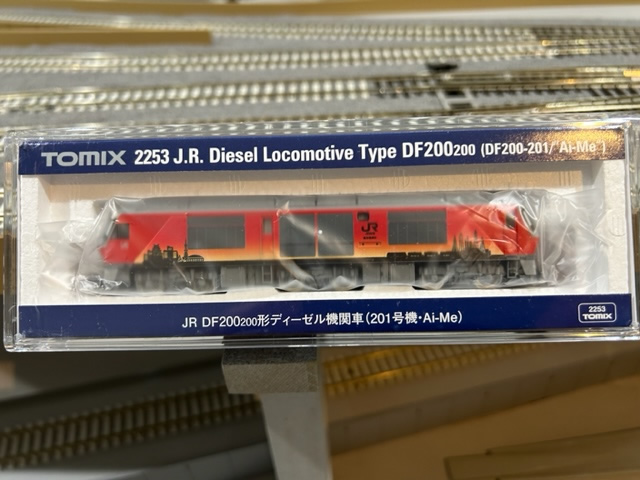 TOMIX 2253 J.R. Diesel Locomotive Type DF200200 (DF200-201/"Ai-Me")
JR
JR DF200200形ディーゼル機関車(201号機・Ai-Me)
2253
TOMIX